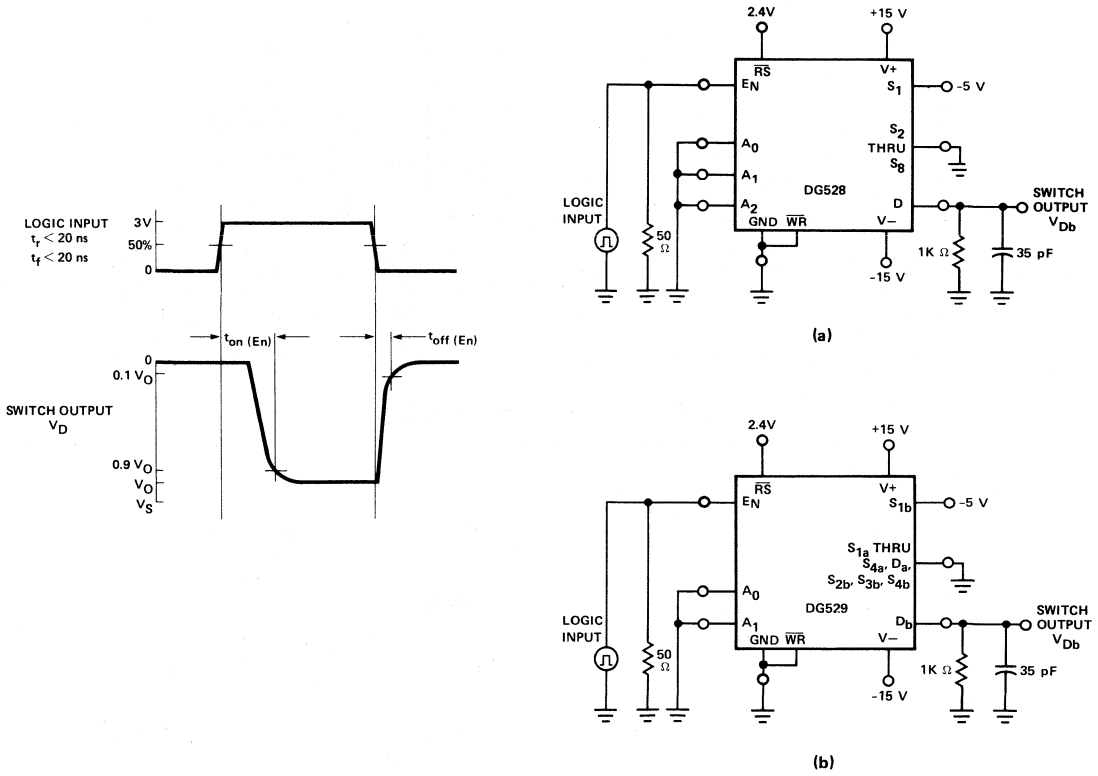 LOGIC INPUT
tr < 20 ns
tf < 20 ns
3V
50%
0
ton (En)
toff (En)
SWITCH OUTPUT
VD
0
0.1 VO
0.9 VO
VO
VS
2.4V
+15 V
RS
V+
EN
S1
-5 V
S2
THRU
S8
A0
A1
A2
DG528
D
GND
WR
V−
LOGIC
INPUT
50
Ω
-15 V
1K Ω
35 pF
SWITCH
OUTPUT
VDb
(a)
2.4V
+15 V
RS
V+
EN
S1b
-5 V
S1a THRU
S4a, Da,
S2b, S3b, S4b
A0
A1
DG529
Db
GND
WR
V−
LOGIC
INPUT
50
Ω
-15 V
1K Ω
35 pF
SWITCH
OUTPUT
VDb
(b)